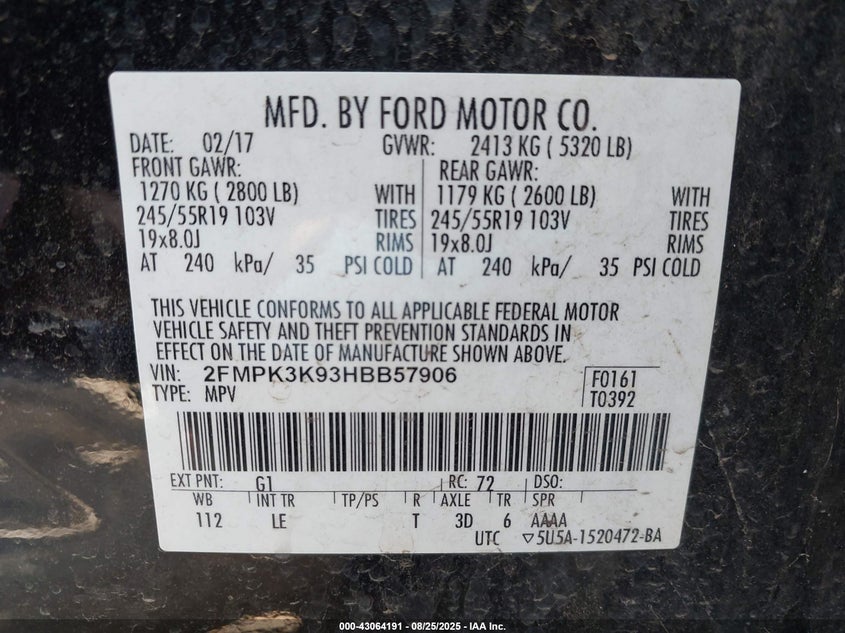 MFD. BY FORD MOTOR CO.
DATE: 02/17 GVWR: 2413 KG ( 5320 LB)
FRONT GAWR: REAR GAWR:
1270 KG ( 2800 LB) WITH 1179 KG ( 2600 LB) WITH
245/55R19 103V TIRES 245/55R19 103V TIRES
19x8.0J RIMS 19x8.0J RIMS
AT 240 kPa/ 35 PSI COLD AT 240 kPa/ 35 PSI COLD
THIS VEHICLE CONFORMS TO ALL APPLICABLE FEDERAL MOTOR
VEHICLE SAFETY AND THEFT PREVENTION STANDARDS IN
EFFECT ON THE DATE OF MANUFACTURE SHOWN ABOVE.
VIN: 2FMPK3K93HBB57906 F0161
TYPE: MPV T0392
EXT PNT: G1 RC: 72 DSO:
WB INT TR TP/PS R AXLE TR SPR
112 LE T 3D 6 AAAA
UTC ▽5U5A-1520472-BA
000-43064191 - 08/25/2025 - IAA Inc.